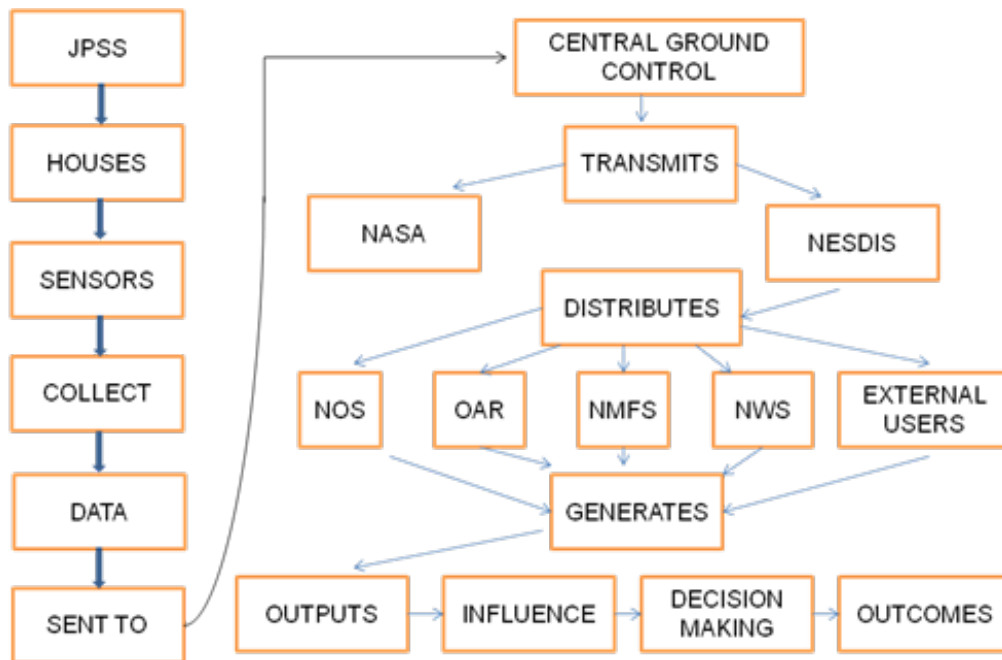 JPSS
HOUSES
SENSORS
COLLECT
DATA
SENT TO
CENTRAL GROUND
CONTROL
TRANSMITS
NASA
NESDIS
DISTRIBUTES
NOS
OAR
NMFS
NWS
EXTERNAL
USERS
GENERATES
OUTPUTS
INFLUENCE
DECISION
MAKING
OUTCOMES